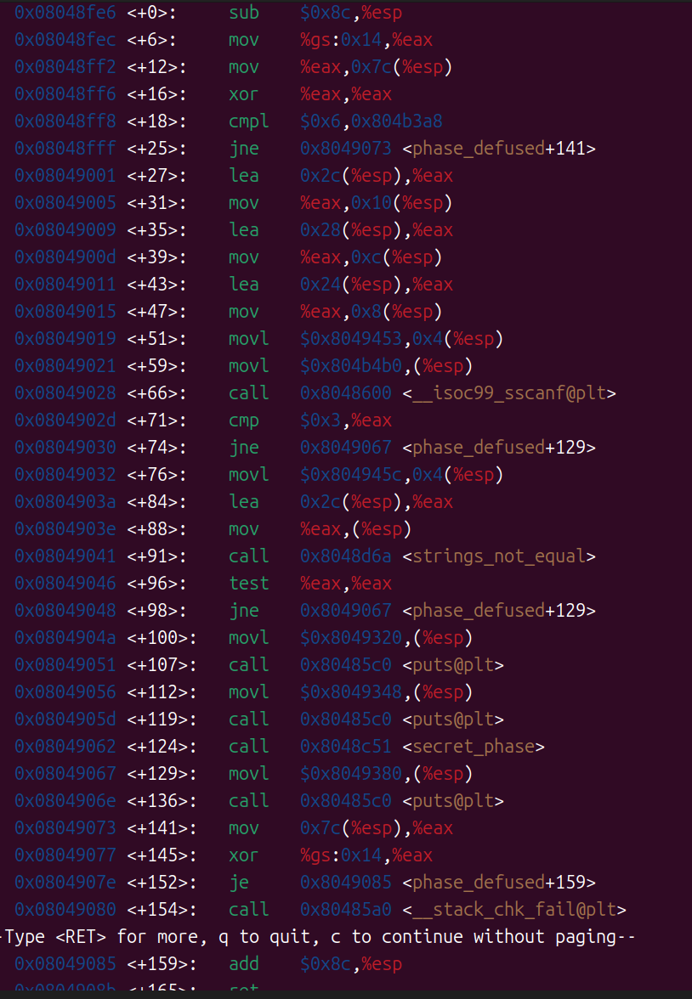 0x08048fe6 <+0>: sub $0x8c,%esp
0x08048fec <+6>: mov %gs:0x14,%eax
0x08048ff2 <+12>: mov %eax,0x7c(%esp)
0x08048ff6 <+16>: xor %eax,%eax
0x08048ff8 <+18>: cmpl $0x6,0x804b3a8
0x08048fff <+25>: jne 0x8049073 <phase_defused+141>
0x08049001 <+27>: lea 0x2c(%esp),%eax
0x08049005 <+31>: mov %eax,0x10(%esp)
0x08049009 <+35>: lea 0x28(%esp),%eax
0x0804900d <+39>: mov %eax,0xc(%esp)
0x08049011 <+43>: lea 0x24(%esp),%eax
0x08049015 <+47>: mov %eax,0x8(%esp)
0x08049019 <+51>: movl $0x8049453,0x4(%esp)
0x08049021 <+59>: movl $0x804b4b0,(%esp)
0x08049028 <+66>: call 0x8048600 <__isoc99_sscanf@plt>
0x0804902d <+71>: cmp $0x3,%eax
0x08049030 <+74>: jne 0x8049067 <phase_defused+129>
0x08049032 <+76>: movl $0x804945c,0x4(%esp)
0x0804903a <+84>: lea 0x2c(%esp),%eax
0x0804903e <+88>: mov %eax,(%esp)
0x08049041 <+91>: call 0x8048d6a <strings_not_equal>
0x08049046 <+96>: test %eax,%eax
0x08049048 <+98>: jne 0x8049067 <phase_defused+129>
0x0804904a <+100>: movl $0x8049320,(%esp)
0x08049051 <+107>: call 0x80485c0 <puts@plt>
0x08049056 <+112>: movl $0x8049348,(%esp)
0x0804905d <+119>: call 0x80485c0 <puts@plt>
0x08049062 <+124>: call 0x8048c51 <secret_phase>
0x08049067 <+129>: movl $0x8049380,(%esp)
0x0804906e <+136>: call 0x80485c0 <puts@plt>
0x08049073 <+141>: mov 0x7c(%esp),%eax
0x08049077 <+145>: xor %gs:0x14,%eax
0x0804907e <+152>: je 0x8049085 <phase_defused+159>
0x08049080 <+154>: call 0x80485a0 <__stack_chk_fail@plt>
-Type <RET> for more, q to quit, c to continue without paging--
0x08049085 <+159>: add $0x8c,%esp
0x0804908b <+165>: ret